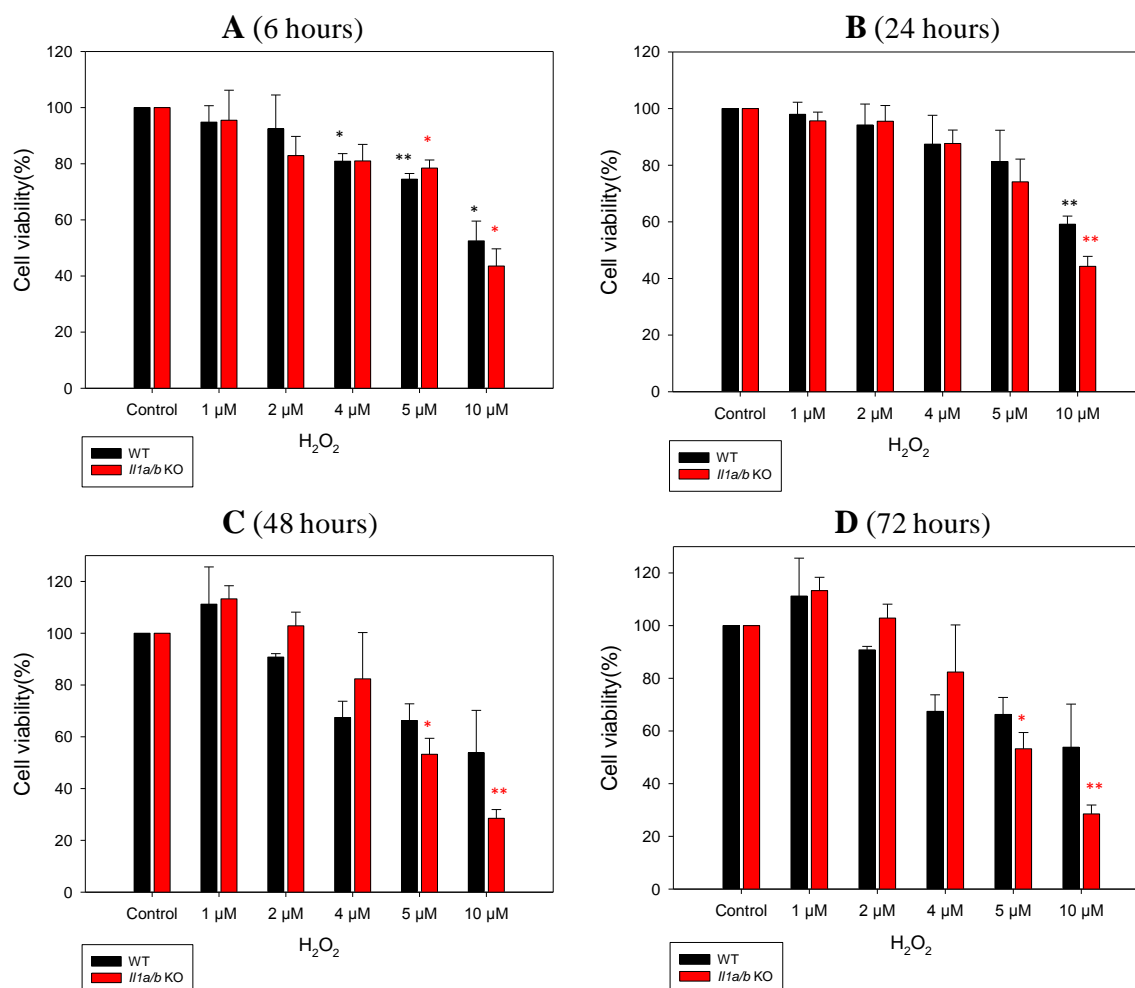 A (6 hours)
120
100
80
60
40
20
0
Cell viability(%)
*
**
*
*
*
Control 1 µM 2 µM 4 µM 5 µM 10 µM
H₂O₂
WT
Il1a/b KO
B (24 hours)
120
100
80
60
40
20
0
Cell viability(%)
**
**
Control 1 µM 2 µM 4 µM 5 µM 10 µM
H₂O₂
WT
Il1a/b KO
C (48 hours)
120
100
80
60
40
20
0
Cell viability(%)
*
**
Control 1 µM 2 µM 4 µM 5 µM 10 µM
H₂O₂
WT
Il1a/b KO
D (72 hours)
120
100
80
60
40
20
0
Cell viability(%)
*
**
Control 1 µM 2 µM 4 µM 5 µM 10 µM
H₂O₂
WT
Il1a/b KO